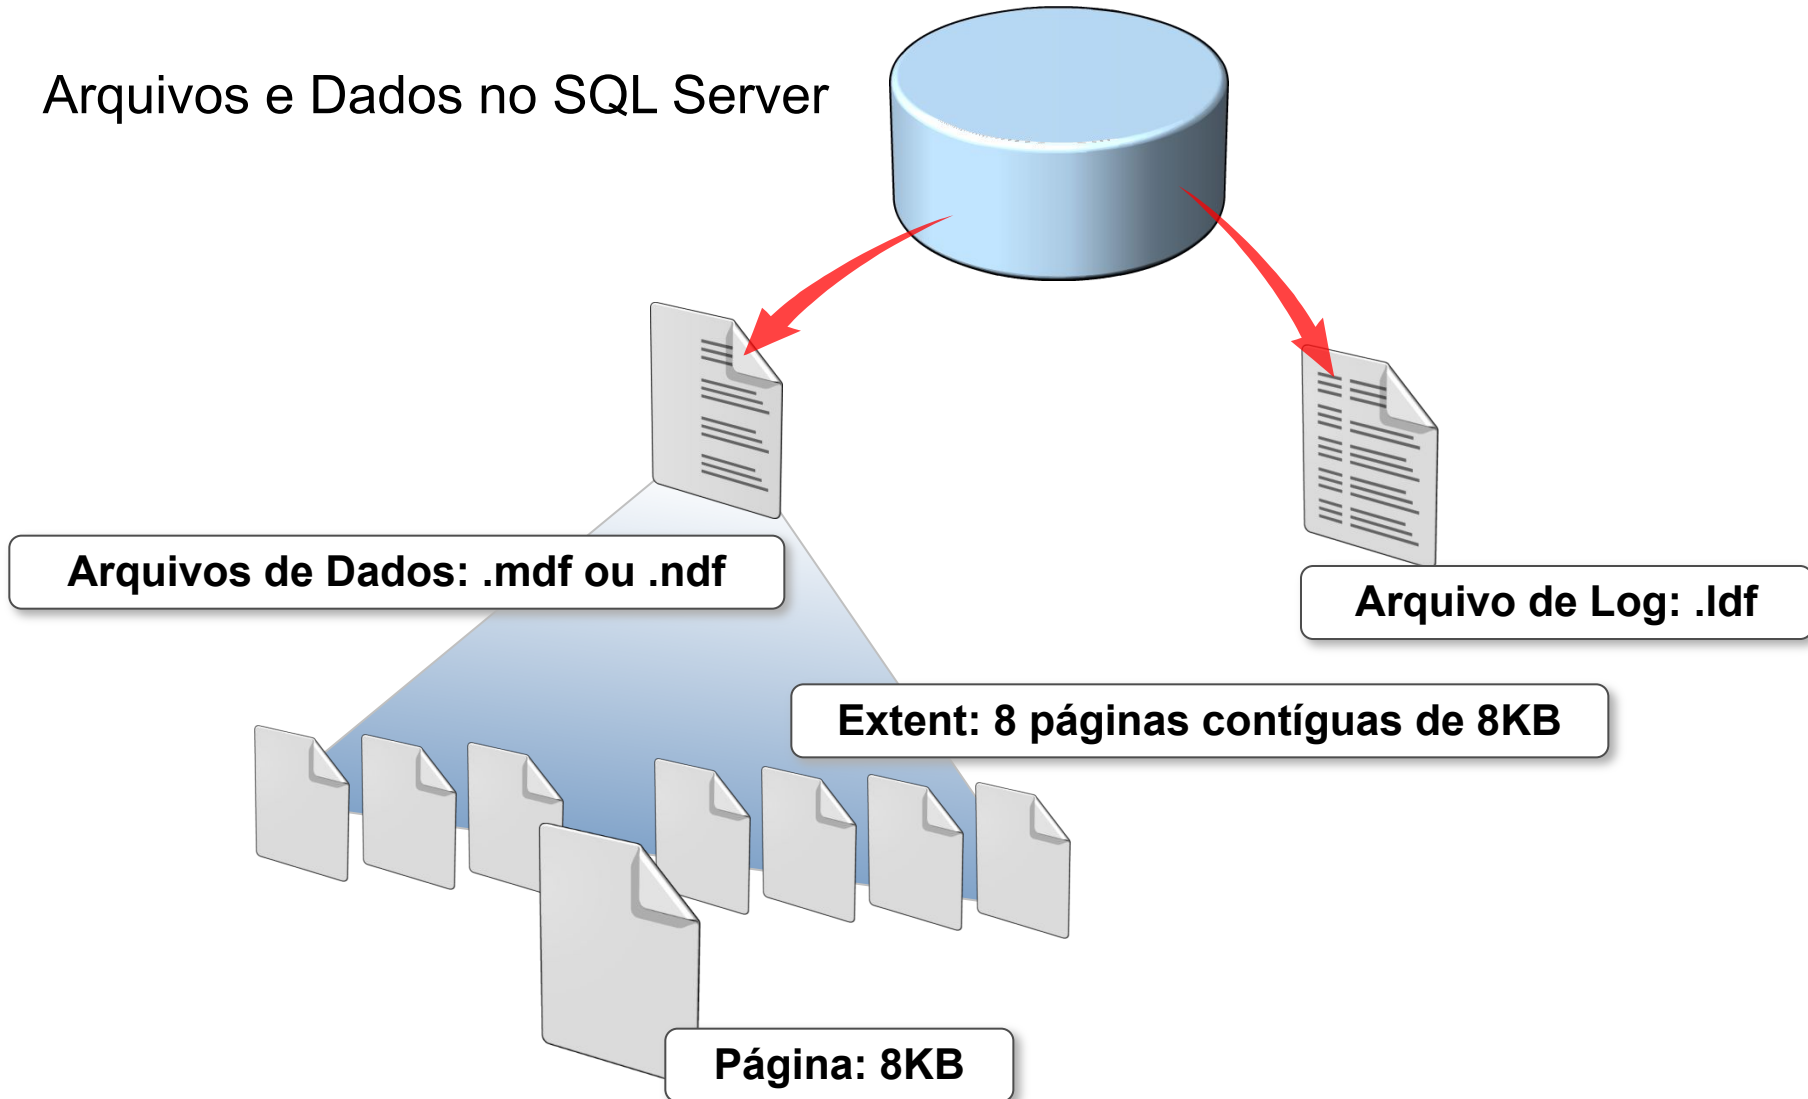 Arquivos e Dados no SQL Server
Arquivos de Dados: .mdf ou .ndf
Arquivo de Log: .ldf
Extent: 8 páginas contíguas de 8KB
Página: 8KB